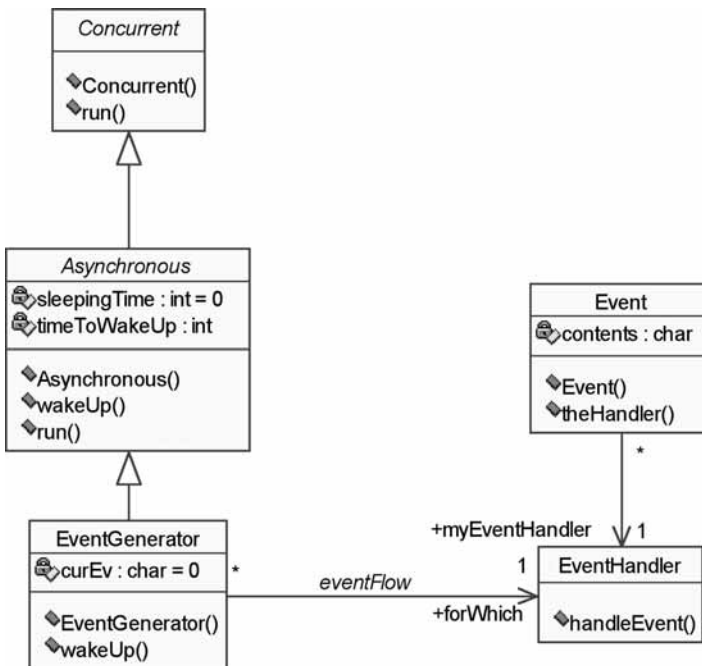 Concurrent
Concurrent()
run()
Asynchronous
sleepingTime : int = 0
timeToWakeUp : int
Asynchronous()
wakeUp()
run()
Event
contents : char
Event()
theHandler()
*
+myEventHandler 1
EventGenerator
curEv : char = 0
EventGenerator()
wakeUp()
*
eventFlow
1
+forWhich
EventHandler
handleEvent()